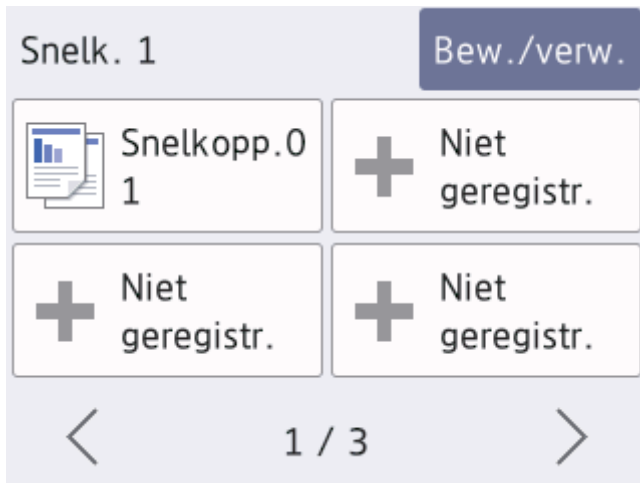 Snelk. 1
Bew./verw.
Snelkopp.0
1
Niet
geregistr.
Niet
geregistr.
Niet
geregistr.
1 / 3